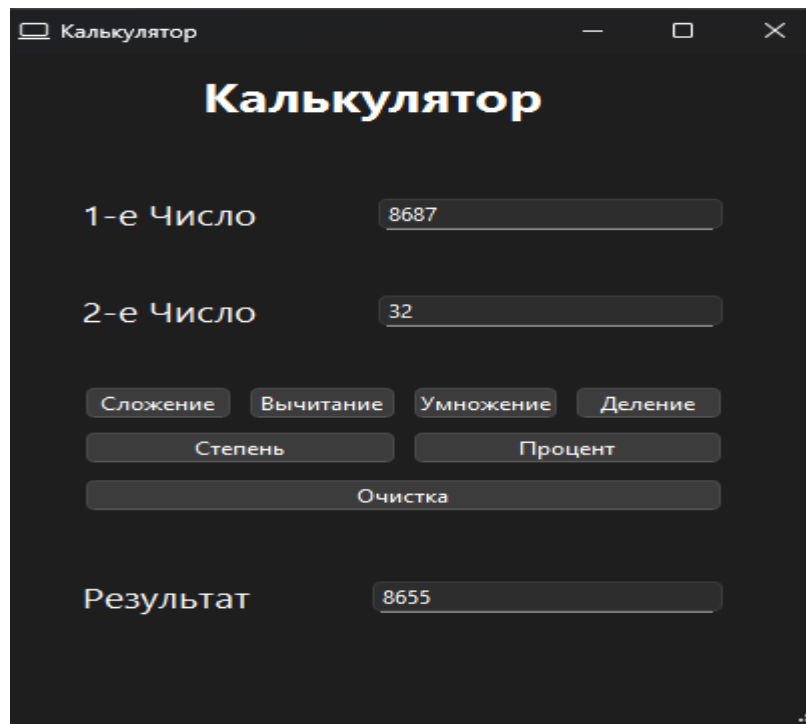 Калькулятор
Калькулятор
1-е Число 8687
2-е Число 32
Сложение Вычитание Умножение Деление
Степень Процент
Очистка
Результат 8655